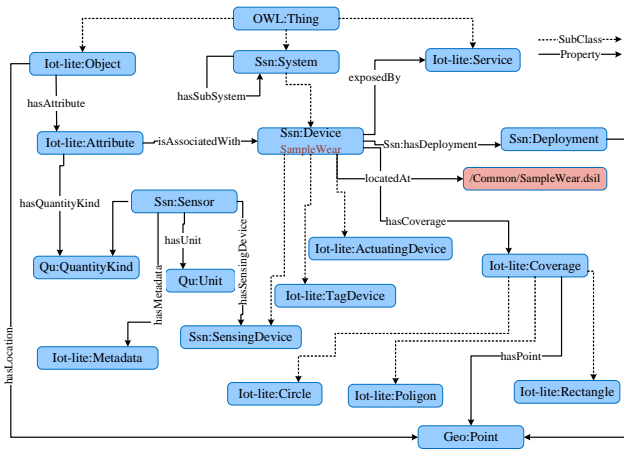 OWL:Thing
SubClass
Property
Iot-lite:Object
Ssn:System
Iot-lite:Service
exposedBy
hasSubSystem
hasAttribute
Iot-lite:Attribute
isAssociatedWith
Ssn:Device
SampleWear
Ssn:hasDeployment
Ssn:Deployment
locatedAt
/Common/SampleWear.dsil
hasQuantityKind
Ssn:Sensor
hasUnit
hasSensingDevice
hasCoverage
Iot-lite:ActuatingDevice
Qu:QuantityKind
Qu:Unit
Iot-lite:Coverage
hasMetadata
Iot-lite:TagDevice
Ssn:SensingDevice
Iot-lite:Metadata
hasLocation
hasPoint
Iot-lite:Circle
Iot-lite:Poligon
Iot-lite:Rectangle
Geo:Point